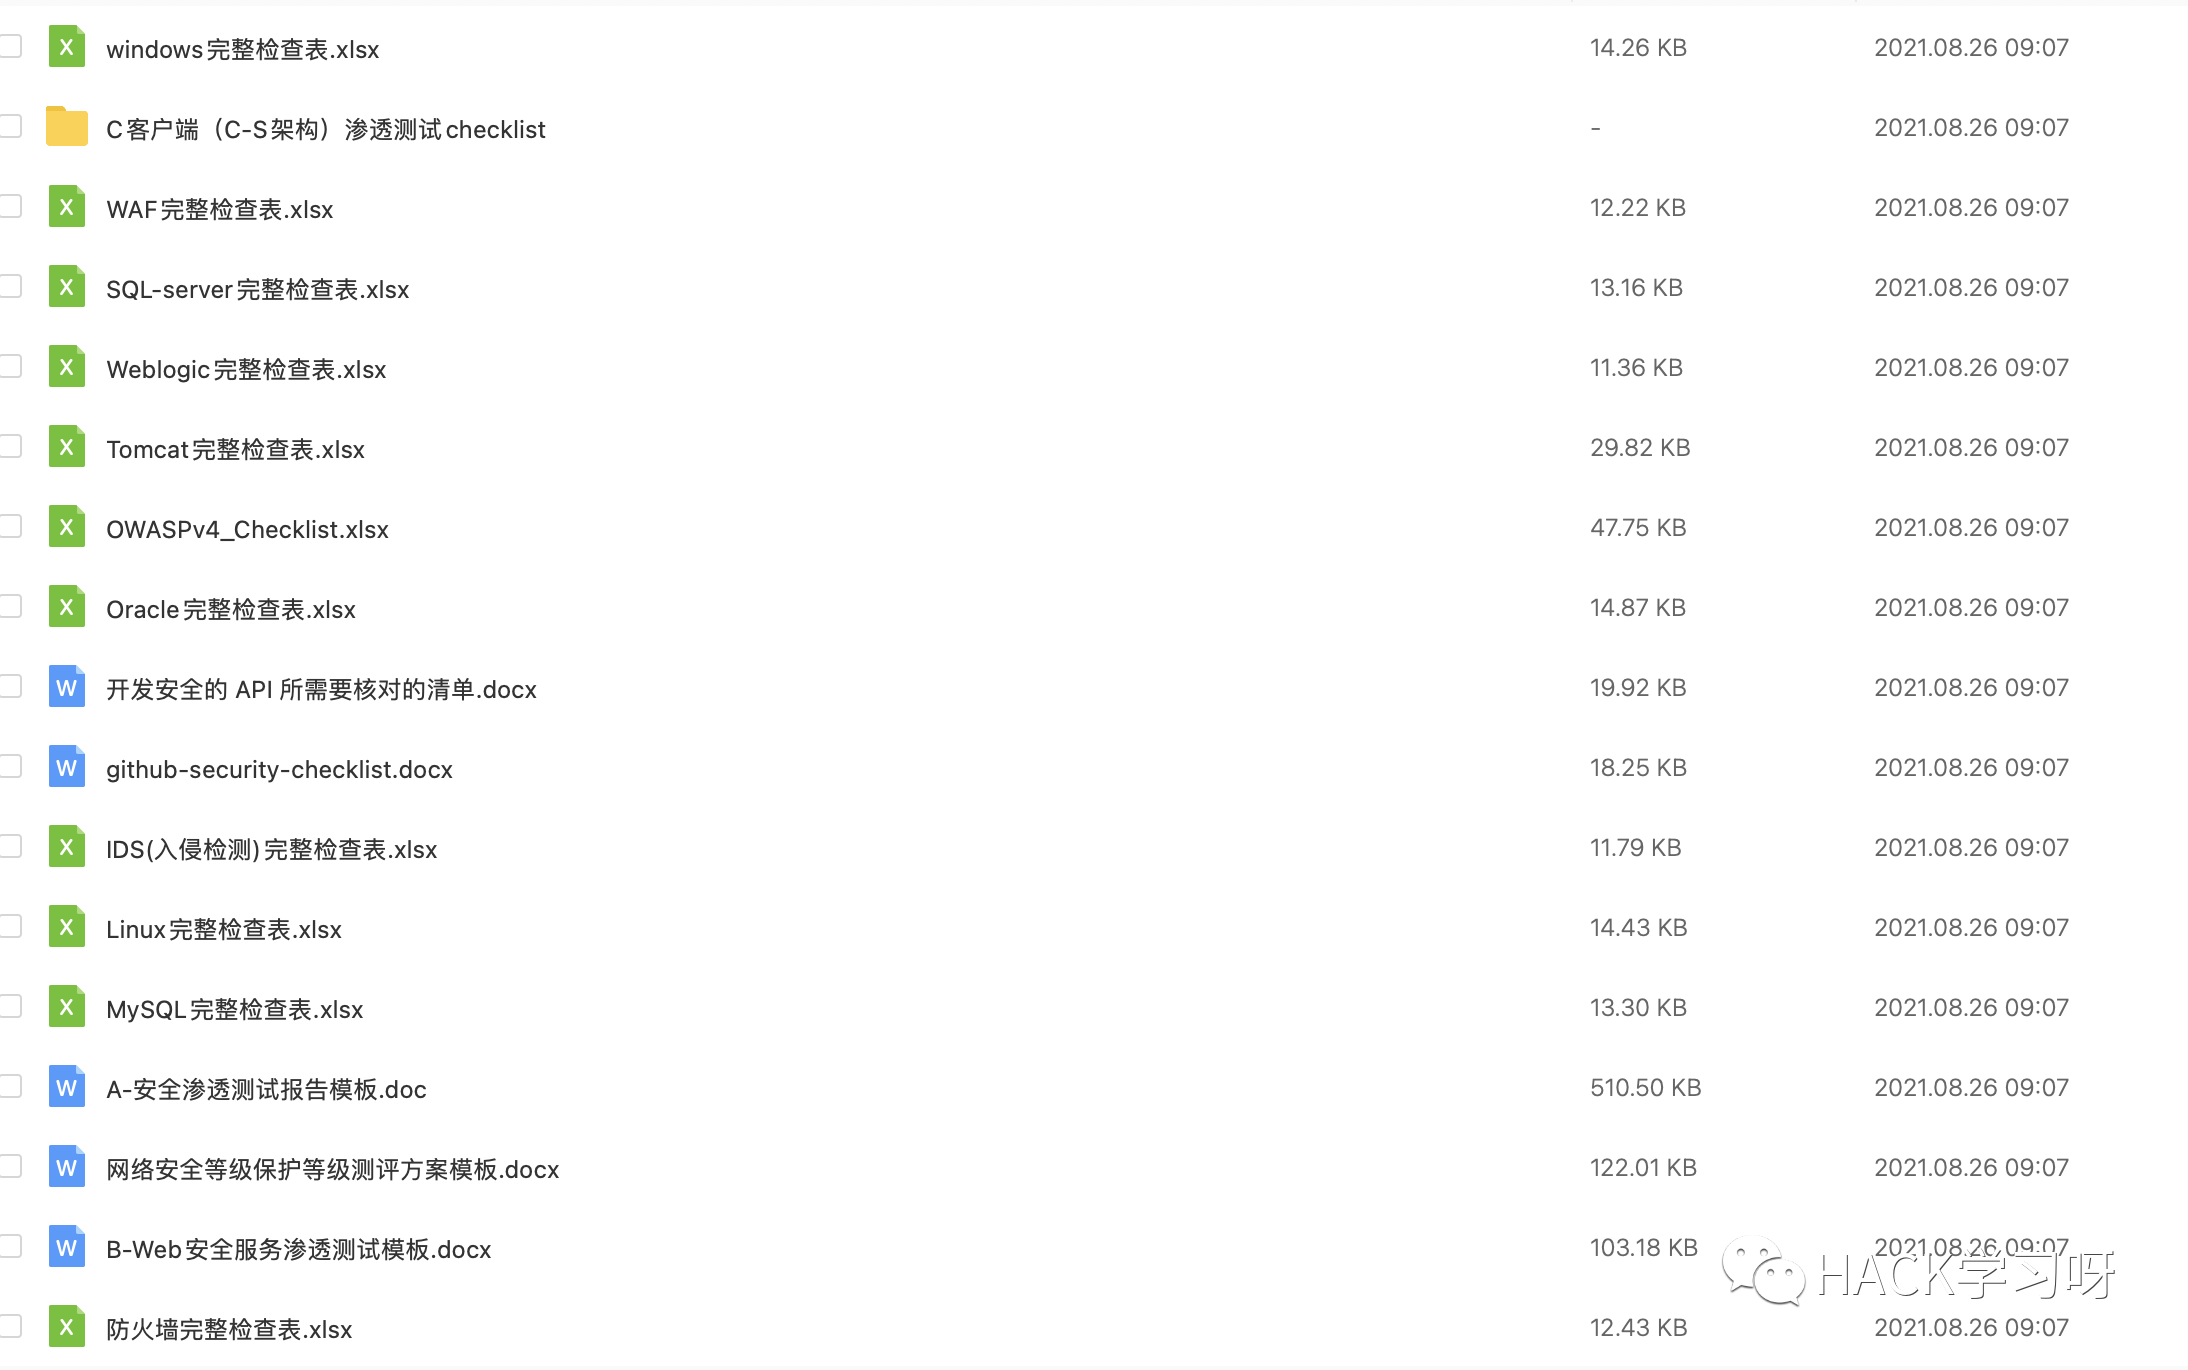 windows完整检查表.xlsx 14.26 KB 2021.08.26 09:07
C客户端（C-S架构）渗透测试checklist - 2021.08.26 09:07
WAF完整检查表.xlsx 12.22 KB 2021.08.26 09:07
SQL-server完整检查表.xlsx 13.16 KB 2021.08.26 09:07
Weblogic完整检查表.xlsx 11.36 KB 2021.08.26 09:07
Tomcat完整检查表.xlsx 29.82 KB 2021.08.26 09:07
OWASPv4_Checklist.xlsx 47.75 KB 2021.08.26 09:07
Oracle完整检查表.xlsx 14.87 KB 2021.08.26 09:07
开发安全的 API 所需要核对的清单.docx 19.92 KB 2021.08.26 09:07
github-security-checklist.docx 18.25 KB 2021.08.26 09:07
IDS(入侵检测)完整检查表.xlsx 11.79 KB 2021.08.26 09:07
Linux完整检查表.xlsx 14.43 KB 2021.08.26 09:07
MySQL完整检查表.xlsx 13.30 KB 2021.08.26 09:07
A-安全渗透测试报告模板.doc 510.50 KB 2021.08.26 09:07
网络安全等级保护等级测评方案模板.docx 122.01 KB 2021.08.26 09:07
B-Web安全服务渗透测试模板.docx 103.18 KB 2021.08.26 09:07
HACK学习呀
防火墙完整检查表.xlsx 12.43 KB 2021.08.26 09:07